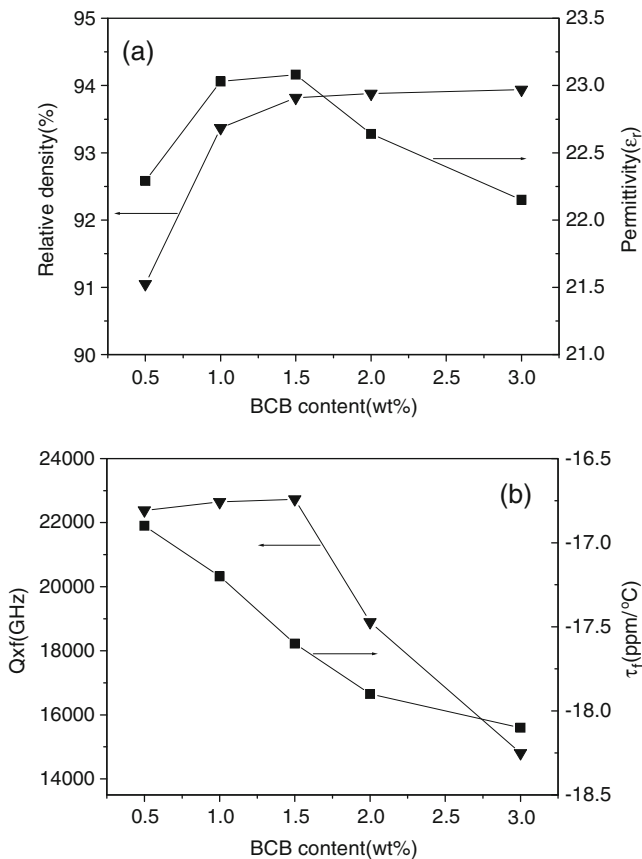 (a)
95
94
93
92
91
90
Relative density(%)
23.5
23.0
22.5
22.0
21.5
21.0
Permittivity(εr)
0.5 1.0 1.5 2.0 2.5 3.0
BCB content(wt%)
(b)
24000
22000
20000
18000
16000
14000
Qxf(GHz)
-16.5
-17.0
-17.5
-18.0
-18.5
τf(ppm/°C)
0.5 1.0 1.5 2.0 2.5 3.0
BCB content(wt%)